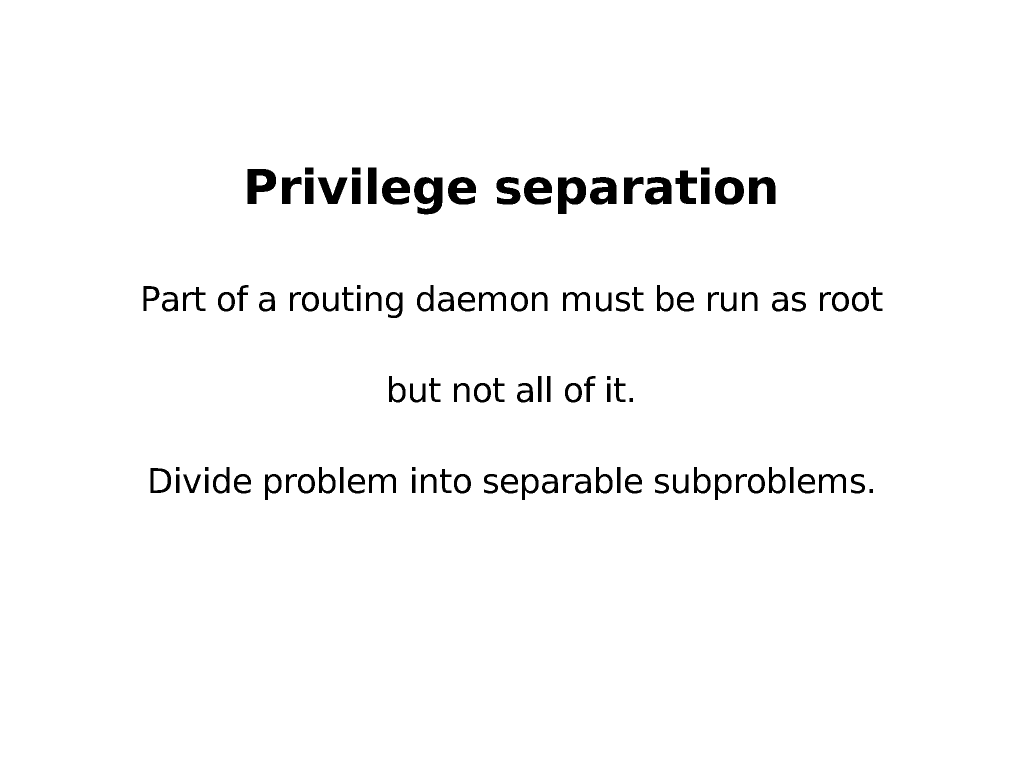 Privilege separation
Part of a routing daemon must be run as root
but not all of it.
Divide problem into separable subproblems.